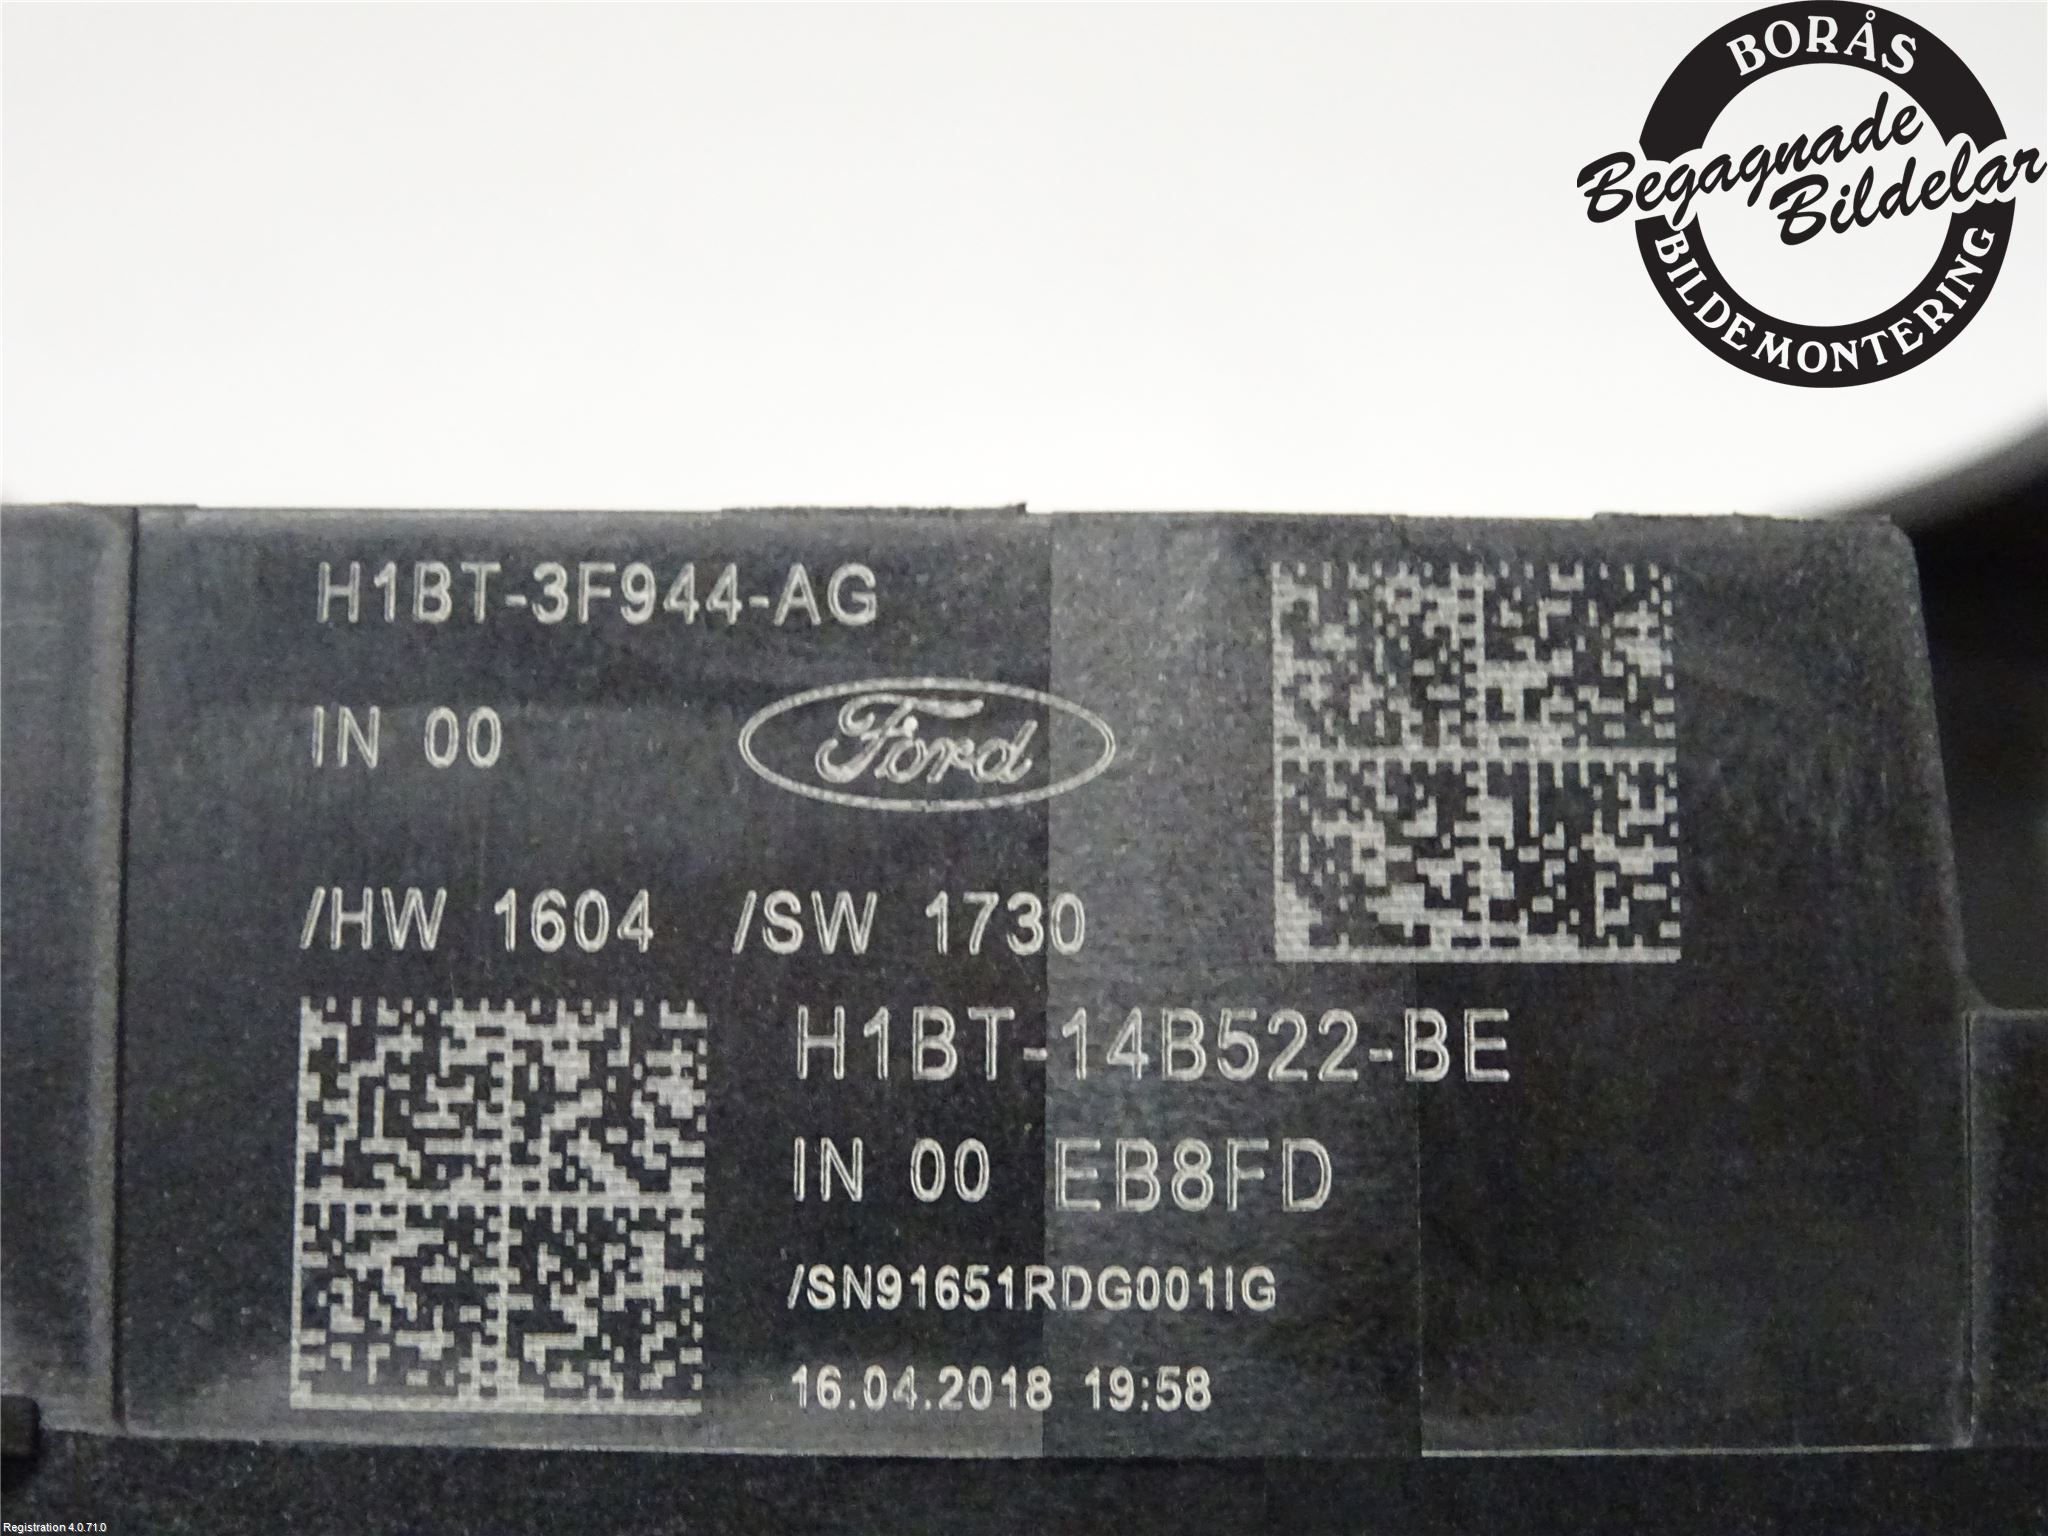 BORÅS
Begagnade
Bildelar
BILDEMONTERING
H1BT-3F944-AG
IN 00
Ford
/HW 1604 /SW 1730
H1BT-14B522-BE
IN 00 EB8FD
/SN91651RDG001IG
16.04.2018 19:58
Registration 4.0.71.0